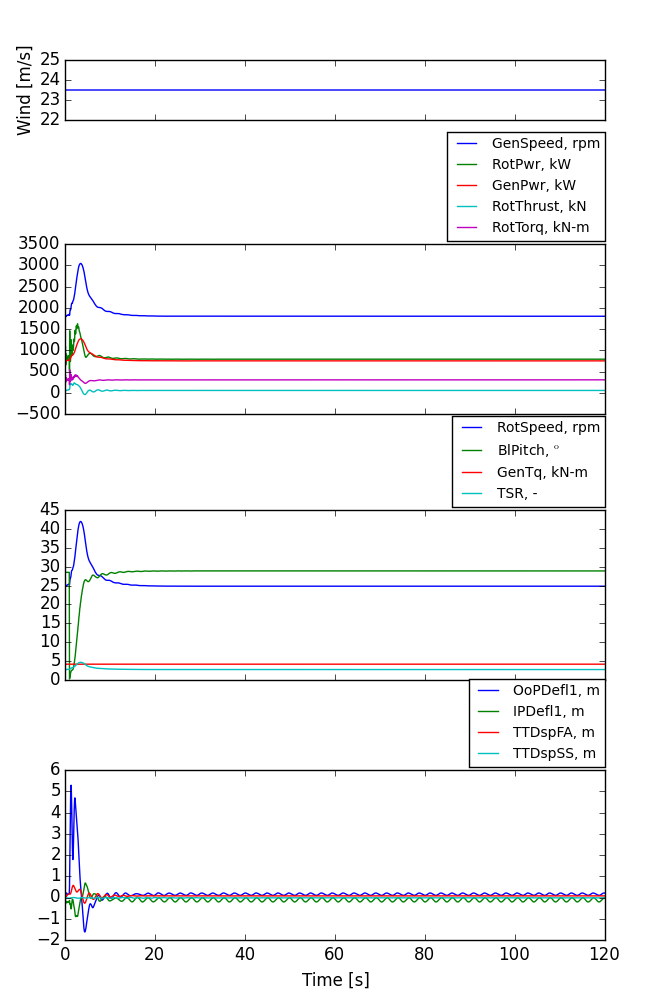 Wind [m/s]
25
24
23
22
GenSpeed, rpm
RotPwr, kW
GenPwr, kW
RotThrust, kN
RotTorq, kN-m
3500
3000
2500
2000
1500
1000
500
0
−500
RotSpeed, rpm
BlPitch, °
GenTq, kN-m
TSR, -
45
40
35
30
25
20
15
10
5
0
OoPDefl1, m
IPDefl1, m
TTDspFA, m
TTDspSS, m
6
5
4
3
2
1
0
−1
−2
0 20 40 60 80 100 120
Time [s]